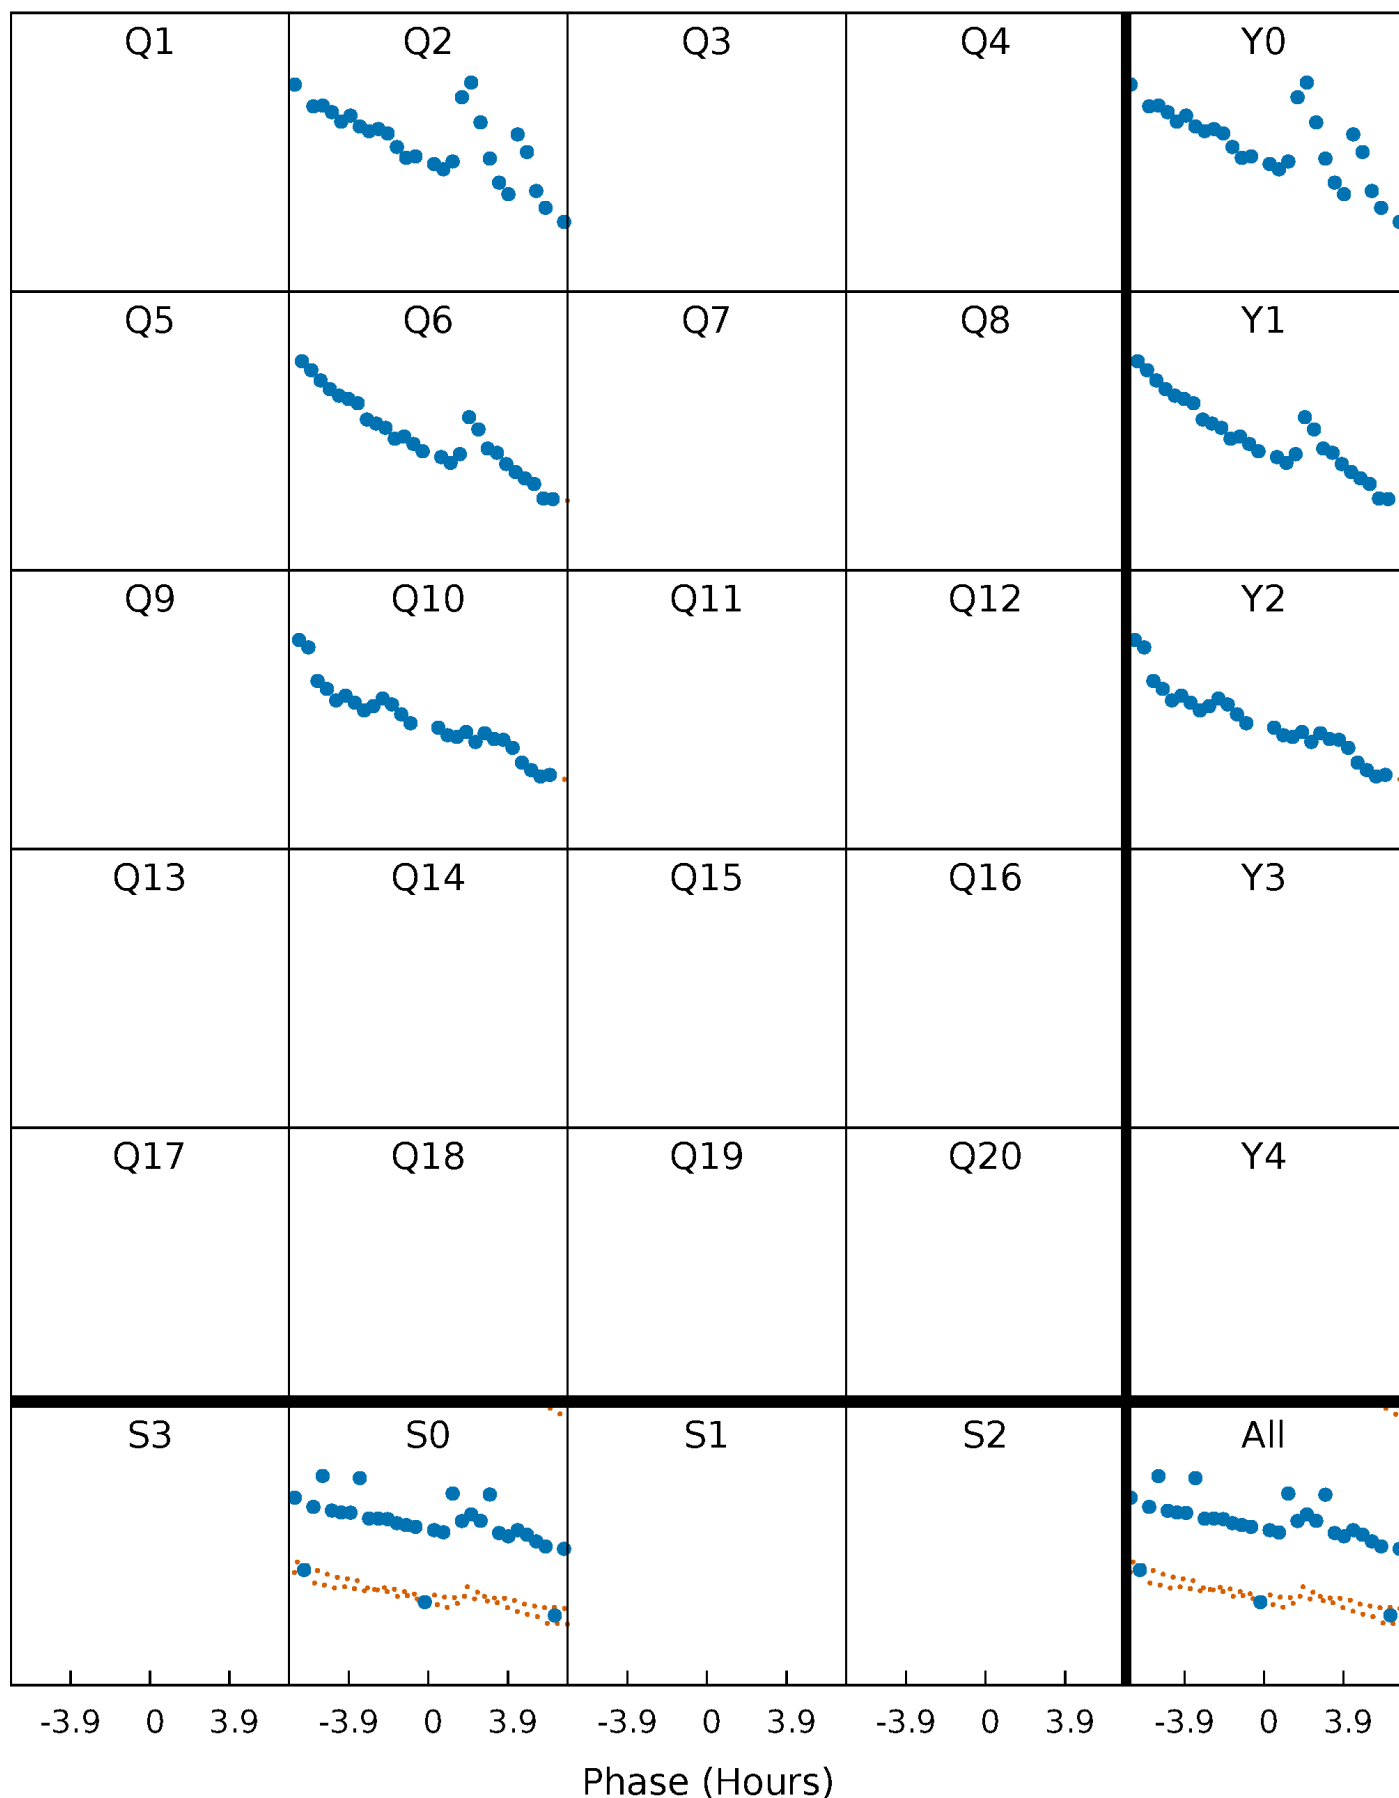 Q1 Q2 Q3 Q4 Y0
Q5 Q6 Q7 Q8 Y1
Q9 Q10 Q11 Q12 Y2
Q13 Q14 Q15 Q16 Y3
Q17 Q18 Q19 Q20 Y4
S3 S0 S1 S2 All
-3.9 0 3.9 -3.9 0 3.9 -3.9 0 3.9 -3.9 0 3.9 -3.9 0 3.9
Phase (Hours)